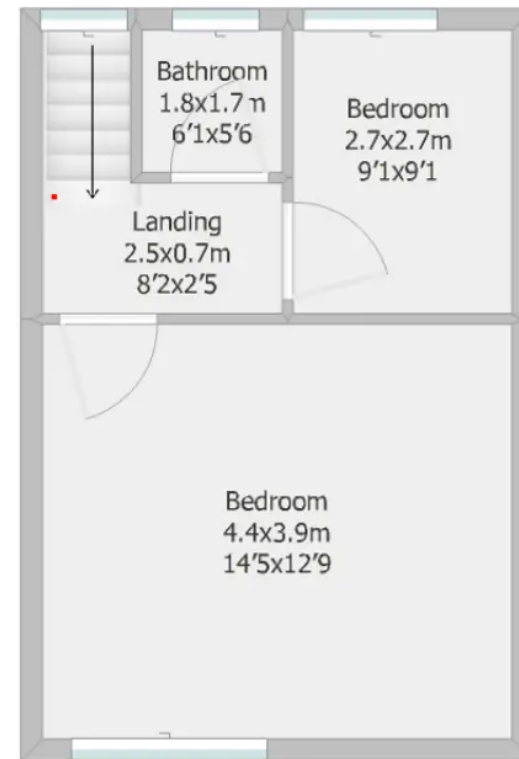 Bathroom
1.8x1.7m
6'1x5'6
Bedroom
2.7x2.7m
9'1x9'1
Landing
2.5x0.7m
8'2x2'5
Bedroom
4.4x3.9m
14'5x12'9